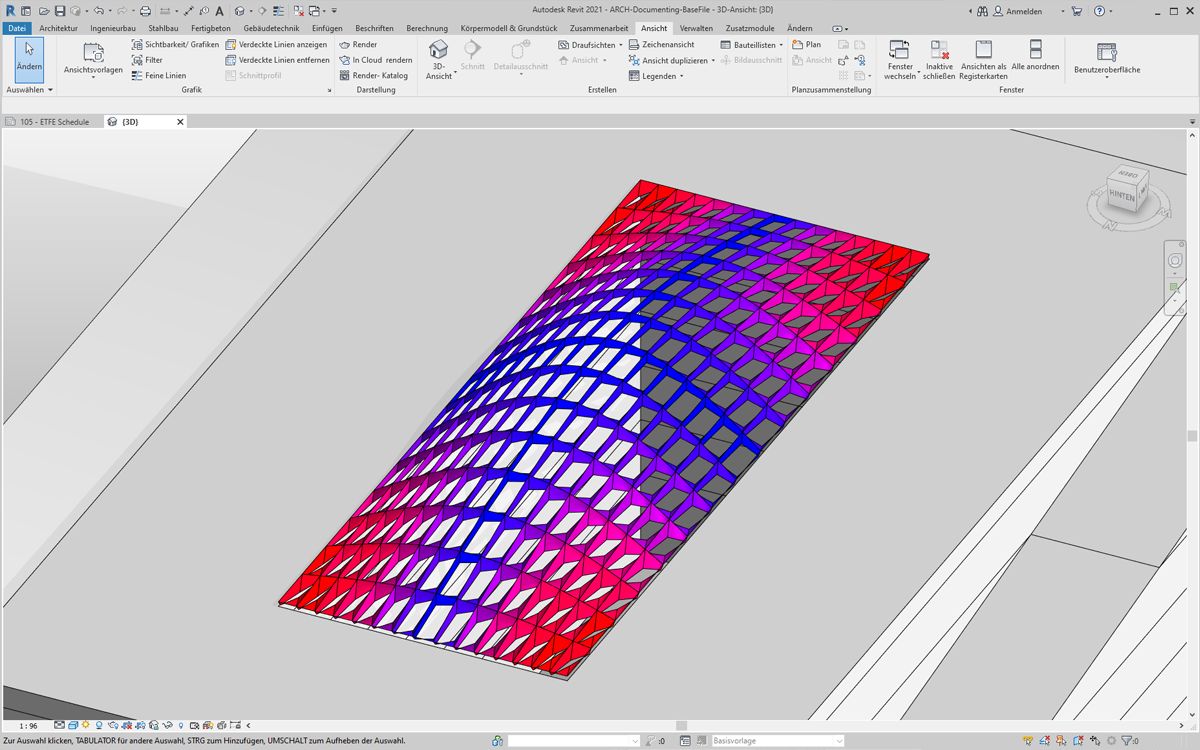 Autodesk Revit 2021 - ARCH-Documenting-BaseFile - 3D-Ansicht: {3D}
Anmelden
Datei Architektur Ingenieurbau Stahlbau Fertigbeton Gebäudetechnik Einfügen Beschriften Berechnung Körpermodell & Grundstück Zusammenarbeit Ansicht Verwalten Zusatzmodule Ändern
Ändern
Auswählen
Ansichtsvorlagen
Sichtbarkeit/ Grafiken
Filter
Feine Linien
Verdeckte Linien anzeigen
Verdeckte Linien entfernen
Schnittprofil
Grafik
Render
In Cloud rendern
Render- Katalog
Darstellung
3D-
Ansicht
Schnitt
Detailausschnitt
Draufsichten
Ansicht
Zeichenansicht
Ansicht duplizieren
Legenden
Bauteillisten
Bildausschnitt
Erstellen
Plan
Ansicht
Planzusammenstellung
Fenster
wechseln
Inaktive
schließen
Ansichten als
Registerkarten
Alle anordnen
Fenster
Benutzeroberfläche
105 - ETFE Schedule
{3D}
HINTEN
1 : 96
Zur Auswahl klicken, TABULATOR für andere Auswahl, STRG zum Hinzufügen, UMSCHALT zum Aufheben der Auswahl.
:0
Basisvorlage
:0